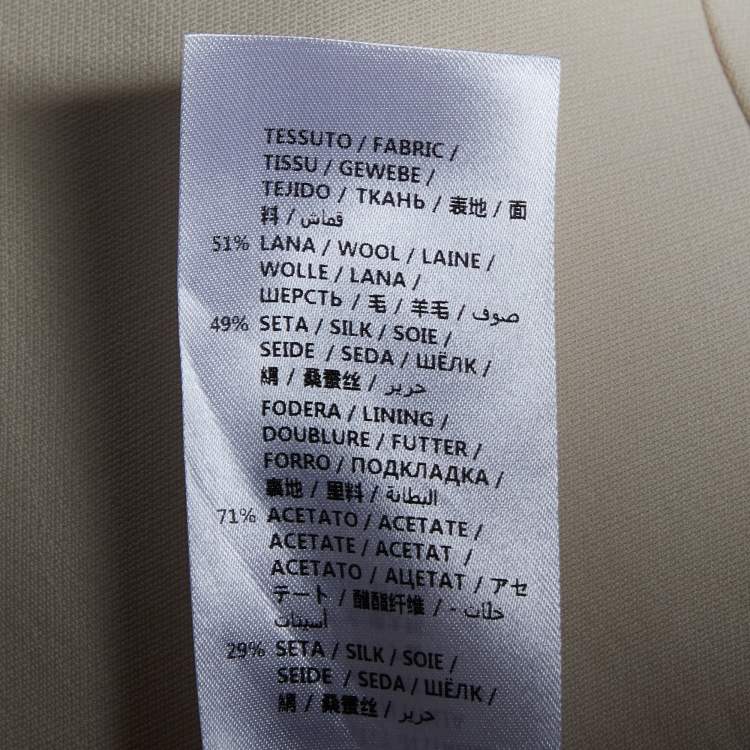 TESSUTO / FABRIC /
TISSU / GEWEBE /
TEJIDO / ТКАНЬ / 表地 / 面
料 / قماش
51% LANA / WOOL / LAINE /
WOLLE / LANA /
ШЕРСТЬ / 毛 / 羊毛 / صوف
49% SETA / SILK / SOIE /
SEIDE / SEDA / ШЁЛК /
絹 / 桑蚕丝 / حرير
FODERA / LINING /
DOUBLURE / FUTTER /
FORRO / ПОДКЛАДКА /
裏地 / 里料 / البطانة
71% ACETATO / ACETATE /
ACETATE / ACETAT /
ACETATO / АЦЕТАТ / アセ
テート / 醋酯纤维 / - خلّات
أسيتات
29% SETA / SILK / SOIE /
SEIDE / SEDA / ШЁЛК /
絹 / 桑蚕丝 / حرير